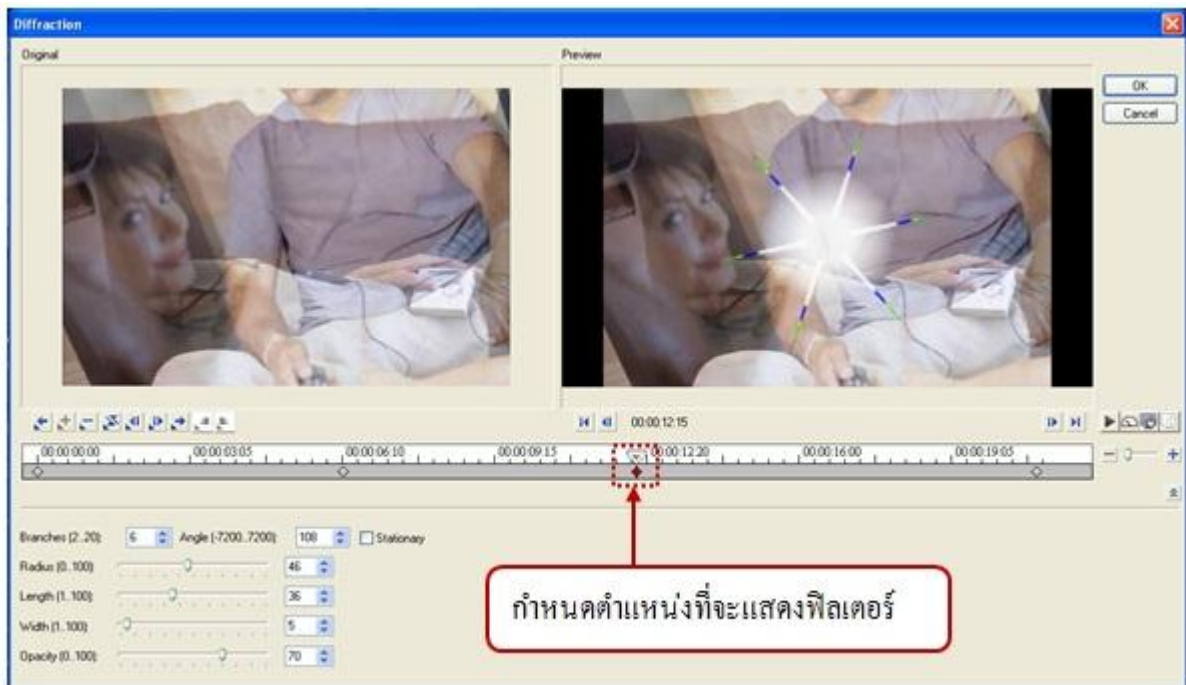 Diffraction
Original
Preview
OK
Cancel
00:00:12:15
00:00:00:00 00:00:03:05 00:00:06:10 00:00:09:15 00:00:12:20 00:00:16:00 00:00:19:05
Branches (2..20): 6 Angle (-7200..7200): 108 Stationary
Radius (0..100): 46
Length (1..100): 36
Width (1..100): 5
Opacity (0..100): 70
กำหนดตำแหน่งที่จะแสดงฟิลเตอร์